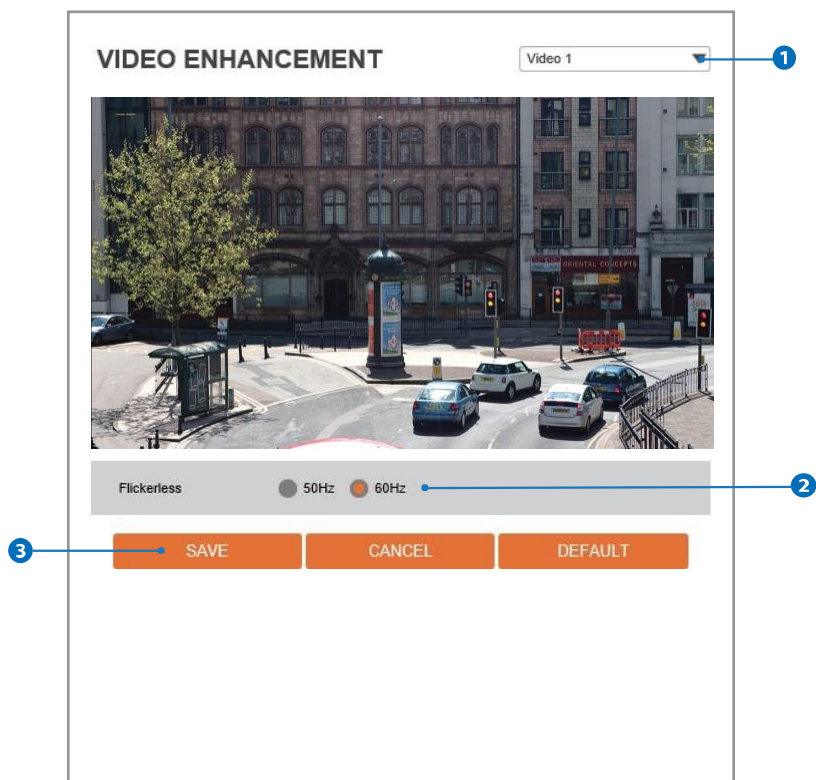 VIDEO ENHANCEMENT
Video 1
1
ORIENTAL CONCEPTS
Flickerless
50Hz
60Hz
2
3
SAVE
CANCEL
DEFAULT